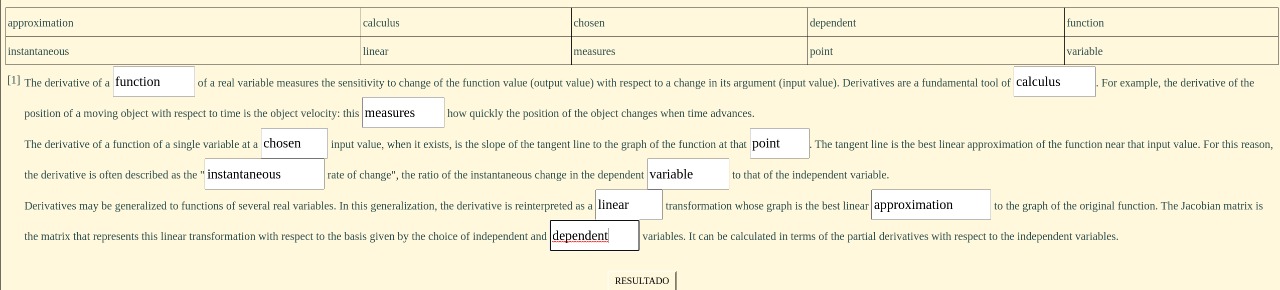 approximation calculus chosen dependent function
instantaneous linear measures point variable
[1] The derivative of a function of a real variable measures the sensitivity to change of the function value (output value) with respect to a change in its argument (input value). Derivatives are a fundamental tool of calculus. For example, the derivative of the
position of a moving object with respect to time is the object velocity: this measures how quickly the position of the object changes when time advances.
The derivative of a function of a single variable at a chosen input value, when it exists, is the slope of the tangent line to the graph of the function at that point. The tangent line is the best linear approximation of the function near that input value. For this reason,
the derivative is often described as the "instantaneous rate of change", the ratio of the instantaneous change in the dependent variable to that of the independent variable.
Derivatives may be generalized to functions of several real variables. In this generalization, the derivative is reinterpreted as a linear transformation whose graph is the best linear approximation to the graph of the original function. The Jacobian matrix is
the matrix that represents this linear transformation with respect to the basis given by the choice of independent and dependent variables. It can be calculated in terms of the partial derivatives with respect to the independent variables.
RESULTADO